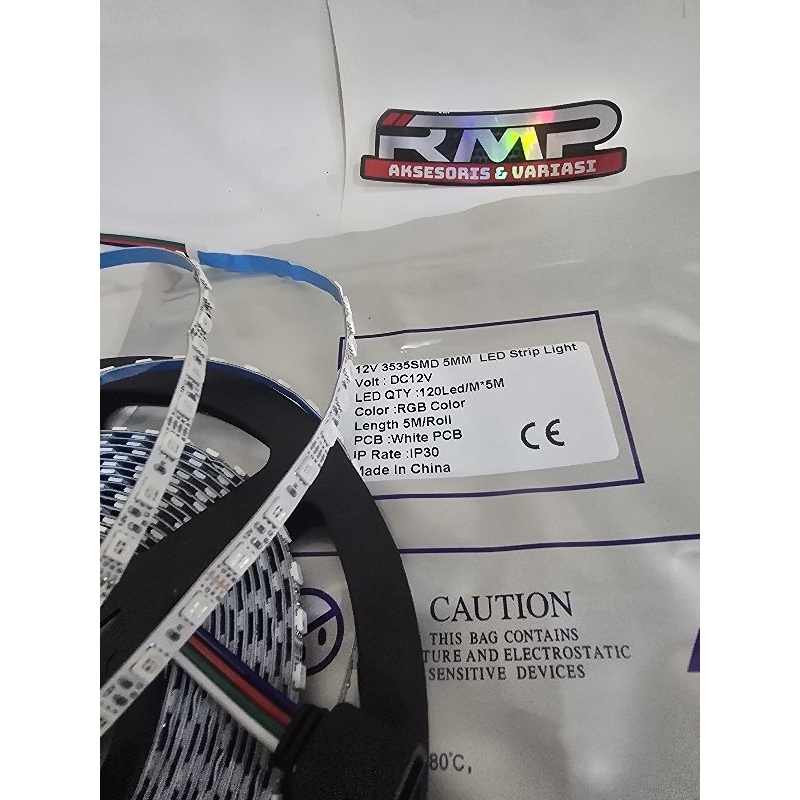 RMP
AKSESORIS & VARIASI
12V 3535SMD 5MM LED Strip Light
Volt : DC12V
LED QTY :120Led/M*5M
Color :RGB Color
Length 5M/Roll
PCB :White PCB
IP Rate :IP30
Made In China
CE
CAUTION
THIS BAG CONTAINS
TURE AND ELECTROSTATIC
SENSITIVE DEVICES
80°C,